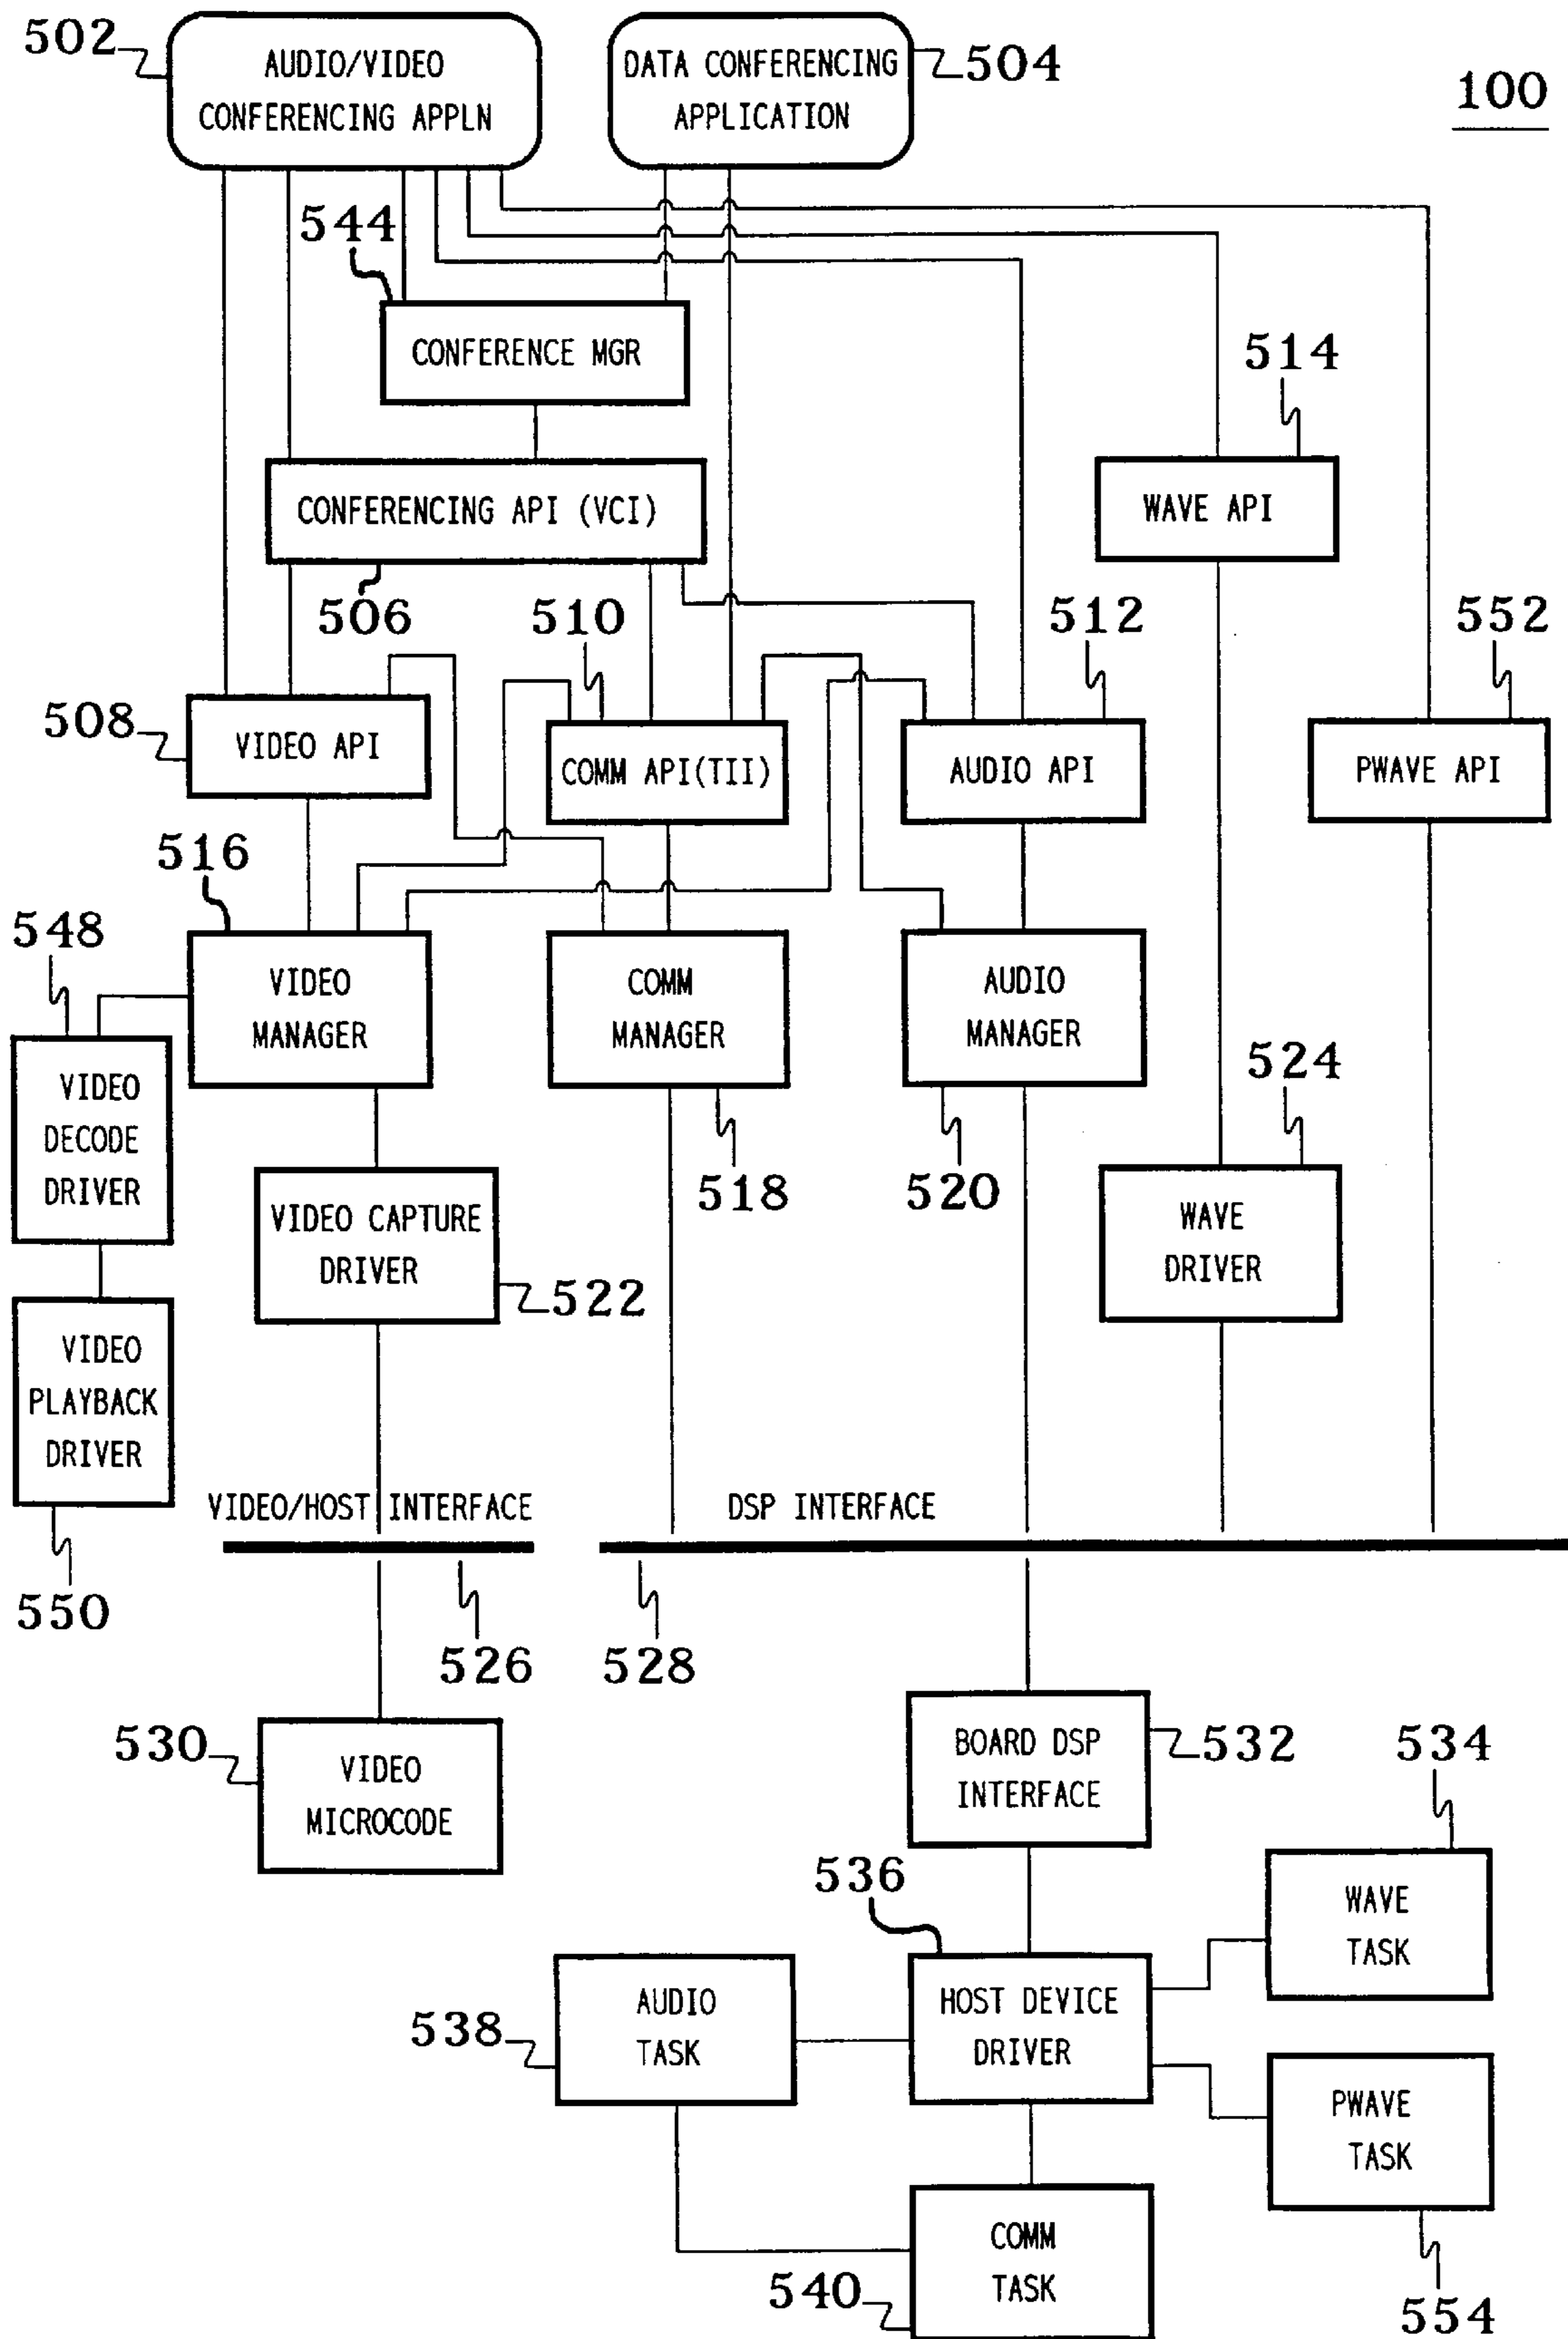 502
AUDIO/VIDEO
CONFERENCING APPLN
DATA CONFERENCING
APPLICATION
504
100
544
CONFERENCE MGR
514
CONFERENCING API (VCI)
WAVE API
506
510
512
552
508
VIDEO API
COMM API(TII)
AUDIO API
PWAVE API
516
548
VIDEO
MANAGER
COMM
MANAGER
AUDIO
MANAGER
524
VIDEO
DECODE
DRIVER
518
520
VIDEO CAPTURE
DRIVER
522
WAVE
DRIVER
VIDEO
PLAYBACK
DRIVER
VIDEO/HOST INTERFACE
DSP INTERFACE
550
526
528
530
VIDEO
MICROCODE
BOARD DSP
INTERFACE
532
534
536
WAVE
TASK
538
AUDIO
TASK
HOST DEVICE
DRIVER
PWAVE
TASK
COMM
TASK
540
554